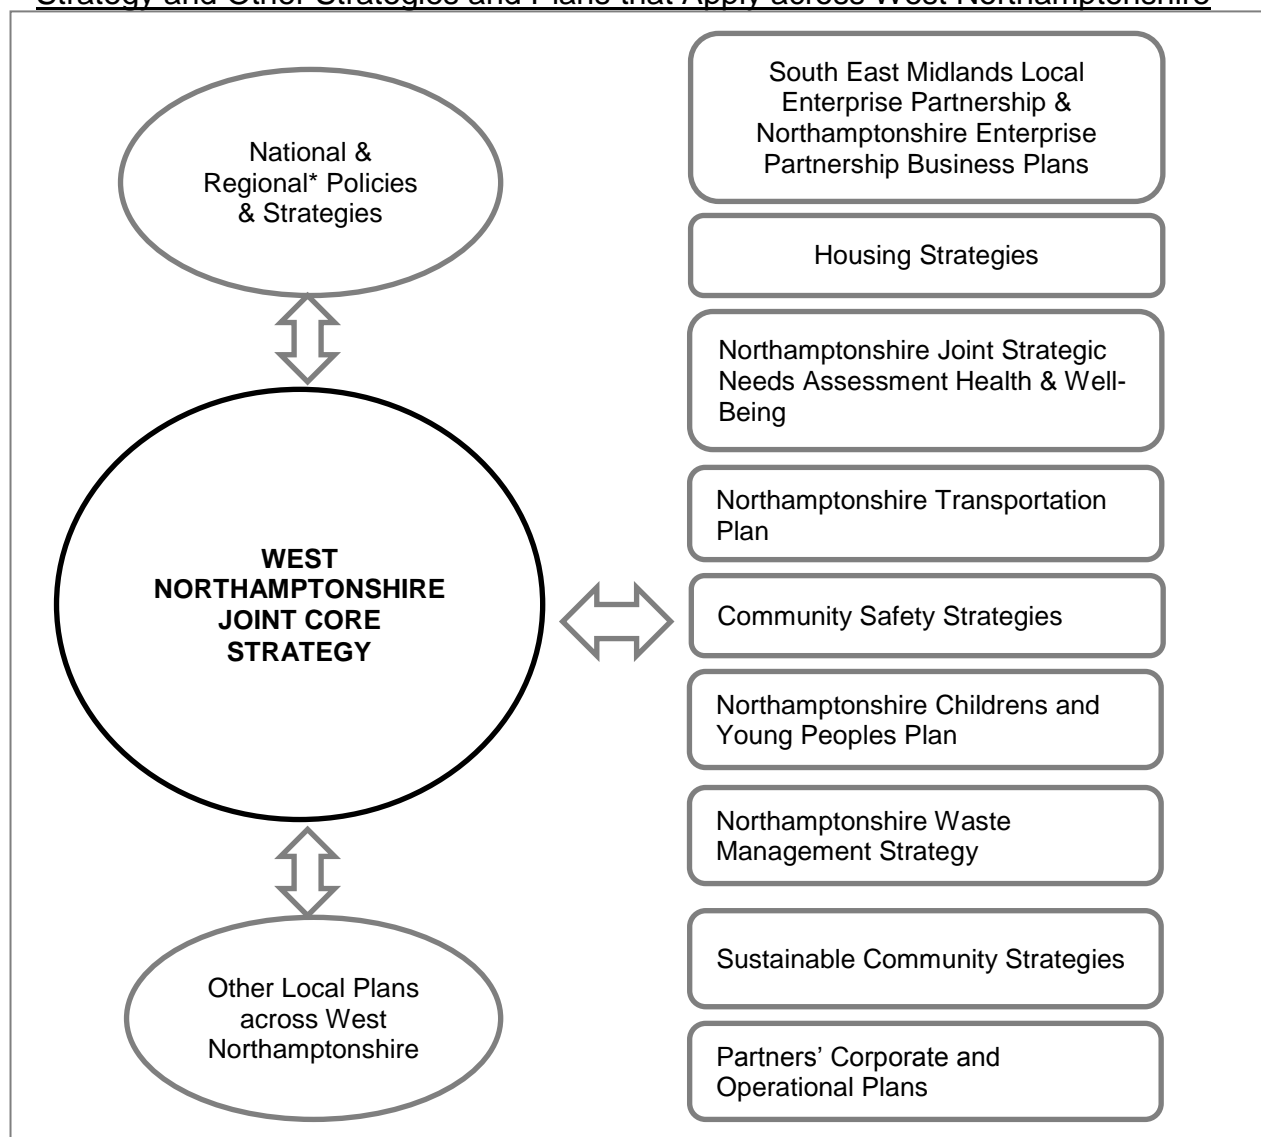 Strategy and Other Strategies and Plans that Apply across West Northamptonshire
National &
Regional* Policies
& Strategies
WEST
NORTHAMPTONSHIRE
JOINT CORE
STRATEGY
Other Local Plans
across West
Northamptonshire
South East Midlands Local
Enterprise Partnership &
Northamptonshire Enterprise
Partnership Business Plans
Housing Strategies
Northamptonshire Joint Strategic
Needs Assessment Health & Well-
Being
Northamptonshire Transportation
Plan
Community Safety Strategies
Northamptonshire Childrens and
Young Peoples Plan
Northamptonshire Waste
Management Strategy
Sustainable Community Strategies
Partners’ Corporate and
Operational Plans